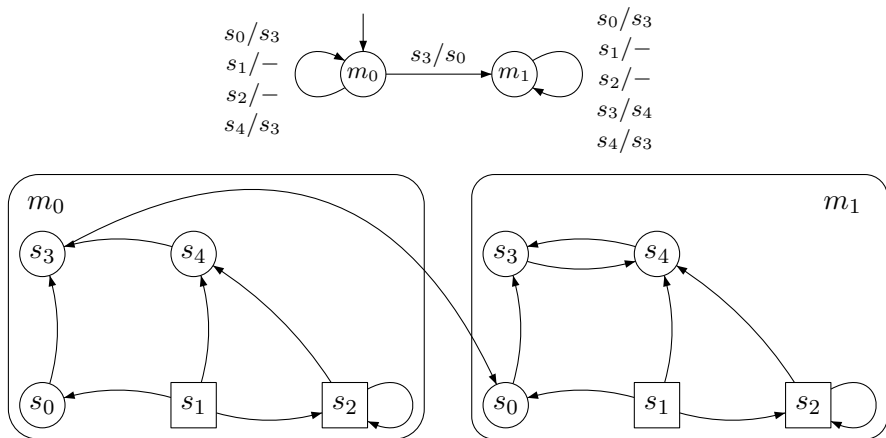 s₀/s₃
s₁/−
s₂/−
s₄/s₃
m₀
s₃/s₀
m₁
s₀/s₃
s₁/−
s₂/−
s₃/s₄
s₄/s₃
m₀
m₁
s₃ s₄
s₃ s₄
s₀ s₁ s₂
s₀ s₁ s₂